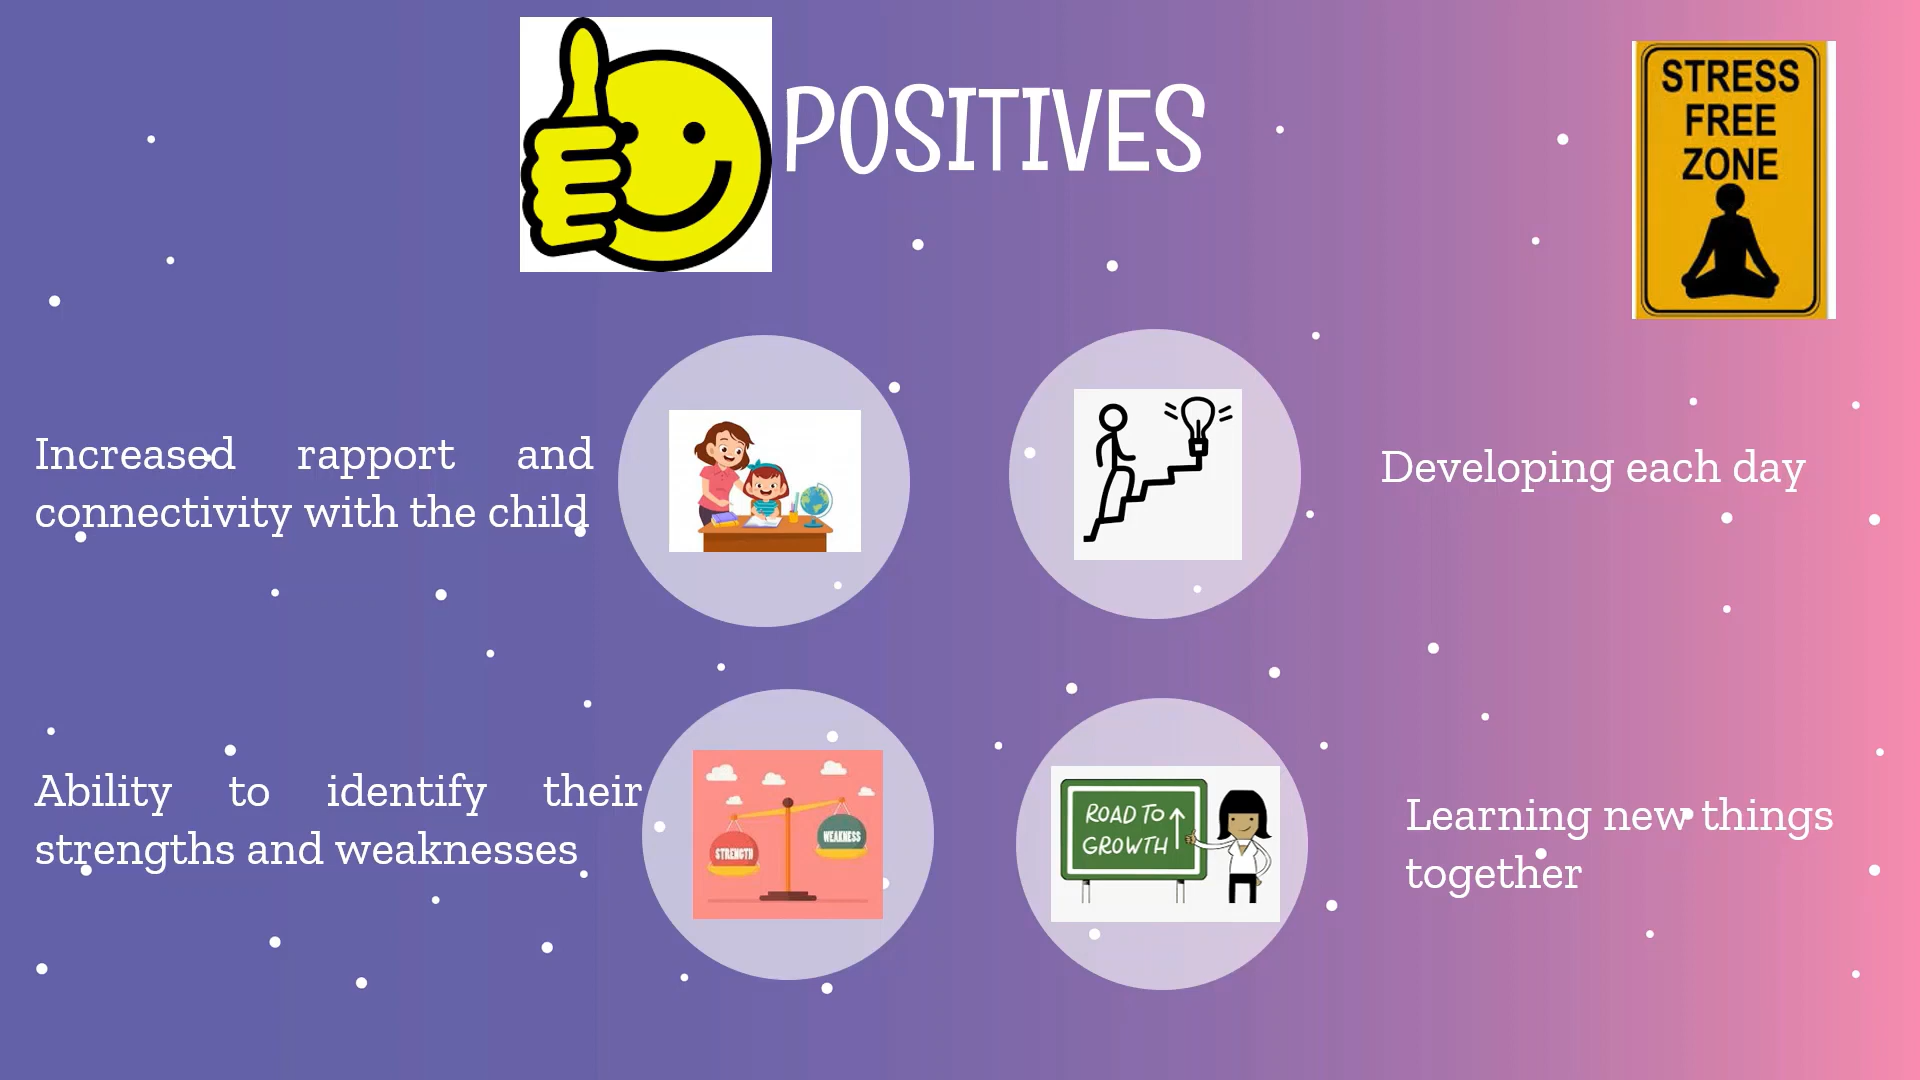 POSITIVES
STRESS
FREE
ZONE
Increased rapport and
connectivity with the child
Developing each day
Ability to identify their
strengths and weaknesses
STRENGTH
WEAKNESS
ROAD TO
GROWTH
Learning new things
together